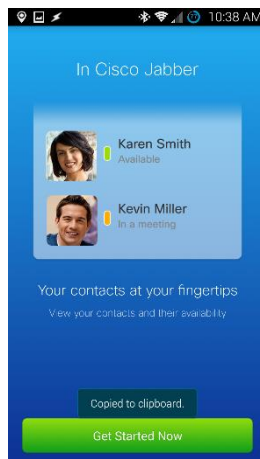 10:38 AM
In Cisco Jabber
Karen Smith
Available
Kevin Miller
In a meeting
Your contacts at your fingertips
View your contacts and their availability
Copied to clipboard.
Get Started Now